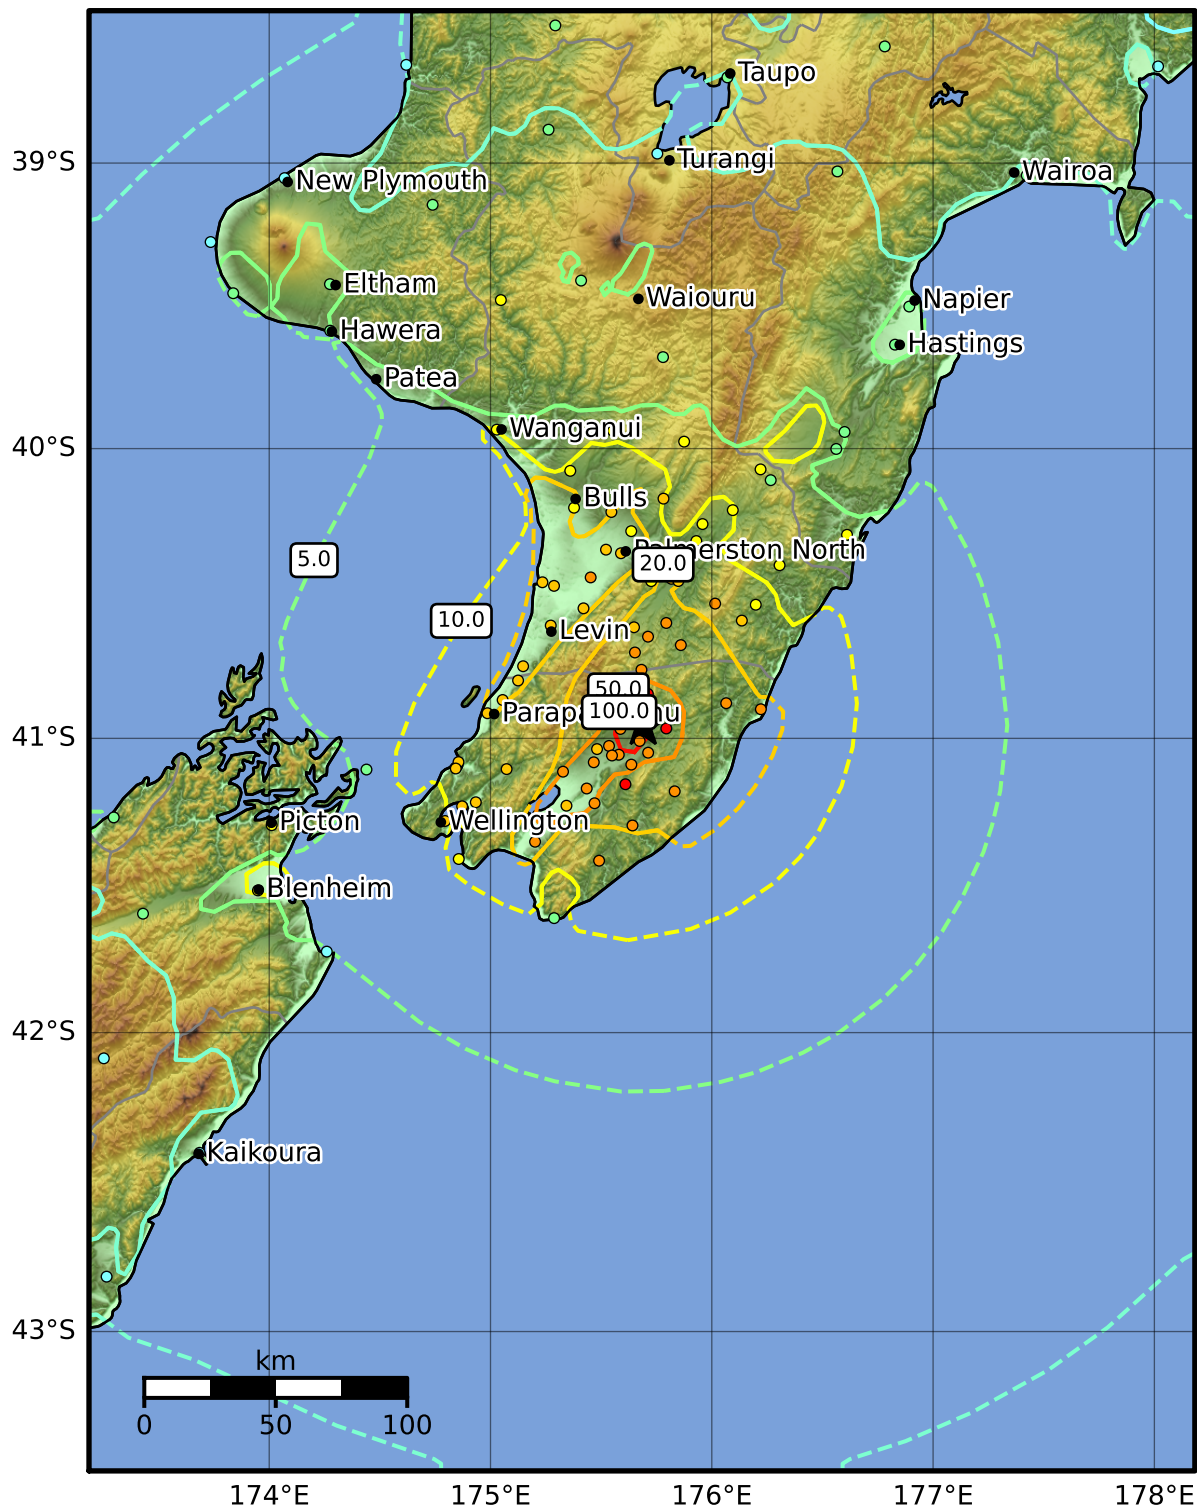 Taupo
39°S
Turangi
Wairoa
New Plymouth
Eltham
Waiouru
Napier
Hawera
Hastings
Patea
Wanganui
40°S
Bulls
Palmerston North
5.0
20.0
10.0
Levin
50.0
100.0
41°S
Picton
Wellington
Blenheim
42°S
Kaikoura
43°S
km
0 50 100
174°E 175°E 176°E 177°E 178°E